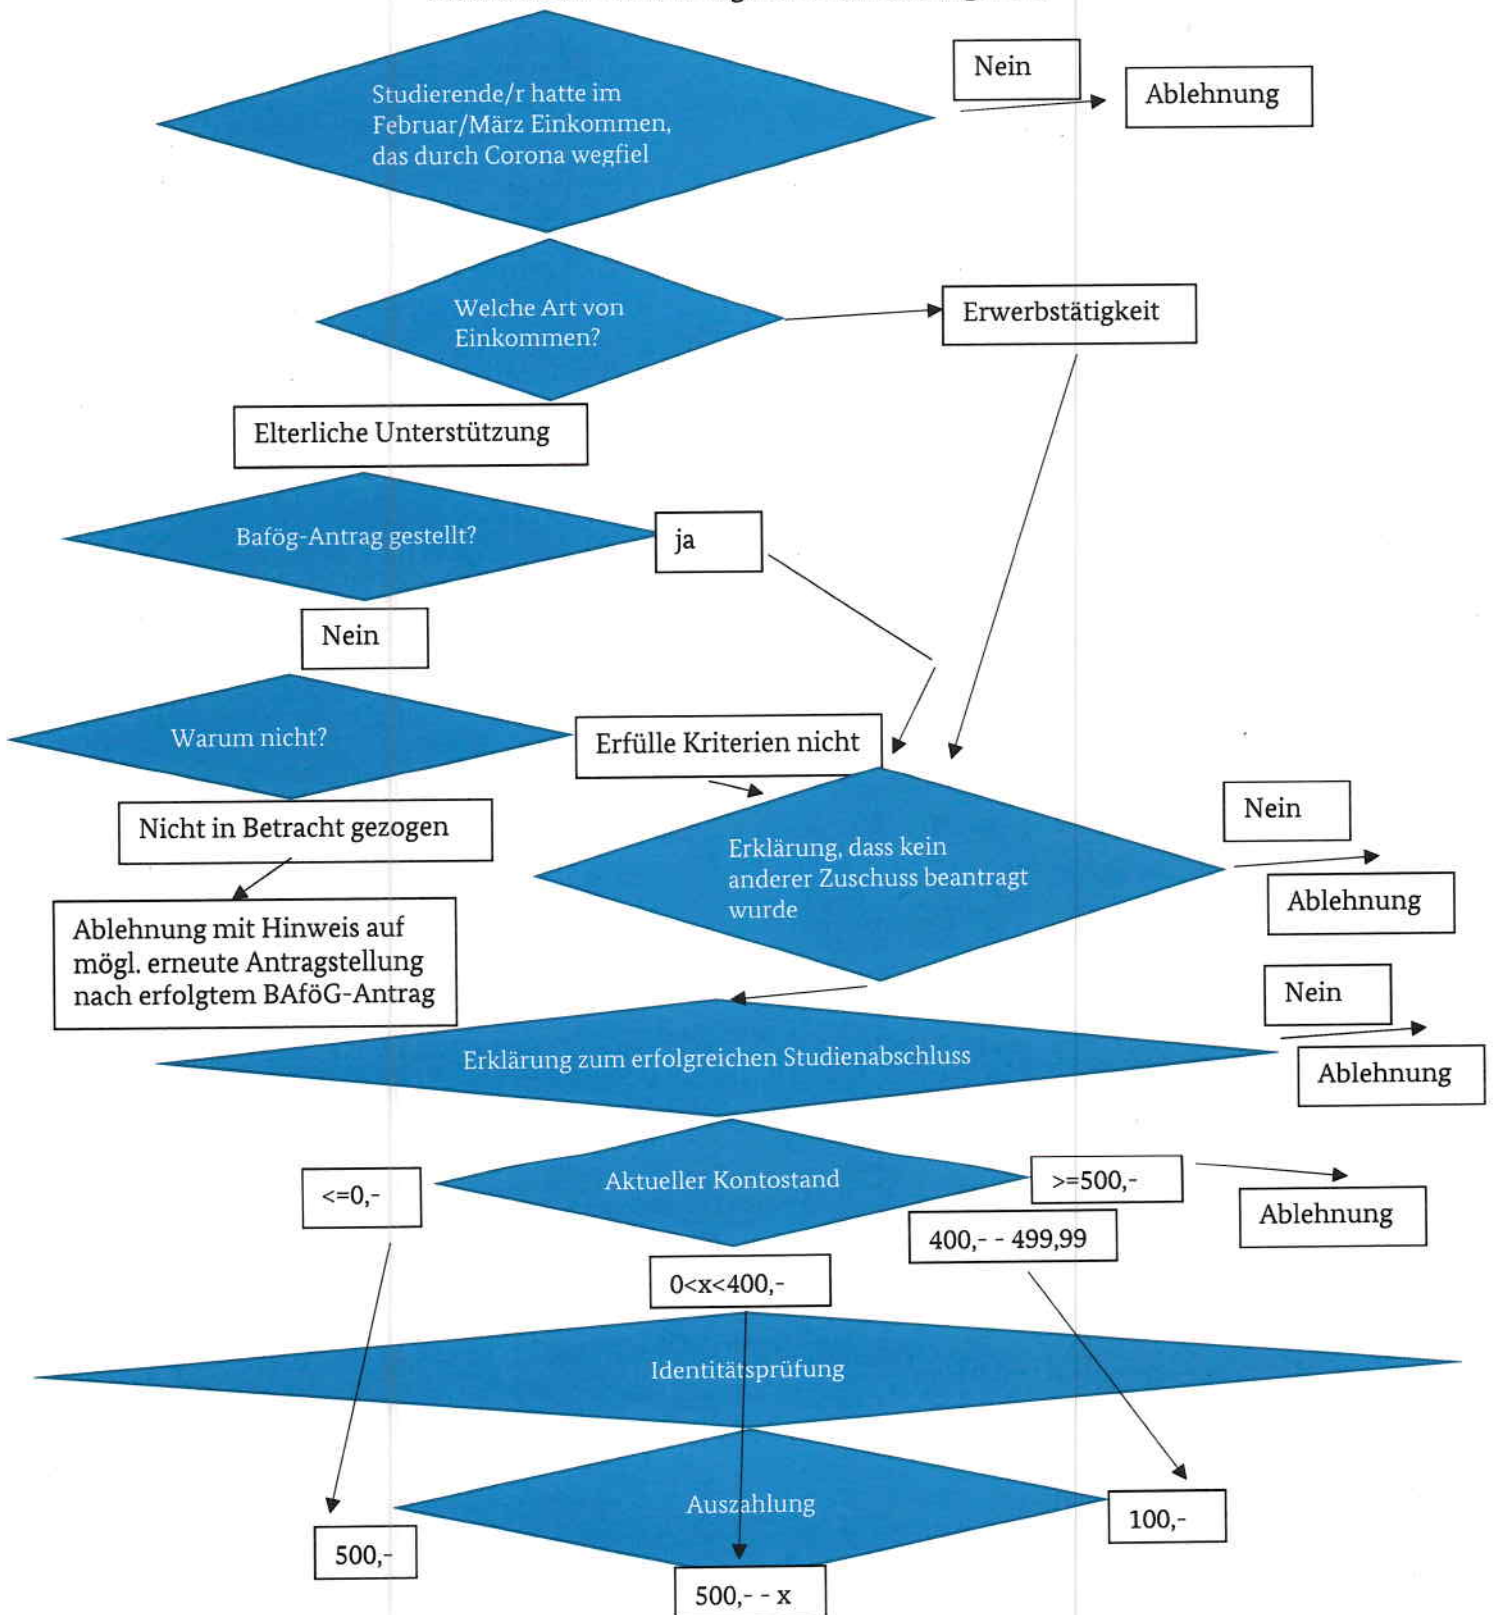 Studierende/r hatte im
Februar/März Einkommen,
das durch Corona wegfiel
Nein
Ablehnung
Welche Art von
Einkommen?
Erwerbstätigkeit
Elterliche Unterstützung
Bafög-Antrag gestellt?
ja
Nein
Warum nicht?
Erfülle Kriterien nicht
Nicht in Betracht gezogen
Ablehnung mit Hinweis auf
mögl. erneute Antragstellung
nach erfolgtem BAföG-Antrag
Erklärung, dass kein
anderer Zuschuss beantragt
wurde
Nein
Ablehnung
Erklärung zum erfolgreichen Studienabschluss
Nein
Ablehnung
Aktueller Kontostand
<=0,-
>=500,-
Ablehnung
400,- - 499,99
0<x<400,-
Identitätsprüfung
Auszahlung
500,-
500,- - x
100,-